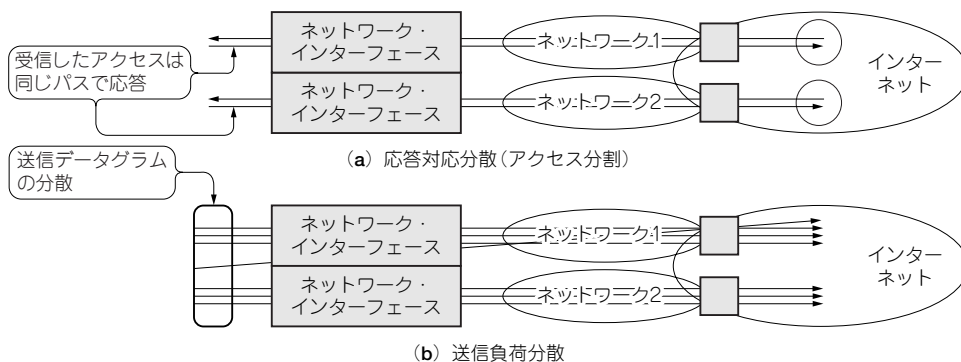 受信したアクセスは
同じパスで応答
ネットワーク・
インターフェース
ネットワーク1
ネットワーク・
インターフェース
ネットワーク2
インター
ネット
(a) 応答対応分散(アクセス分割)
送信データグラム
の分散
ネットワーク・
インターフェース
ネットワーク1
ネットワーク・
インターフェース
ネットワーク2
インター
ネット
(b) 送信負荷分散